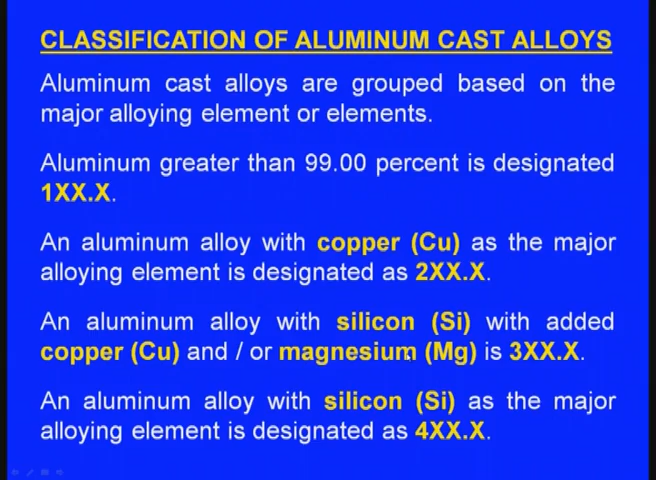 CLASSIFICATION OF ALUMINUM CAST ALLOYS
Aluminum cast alloys are grouped based on the
major alloying element or elements.
Aluminum greater than 99.00 percent is designated
1XX.X.
An aluminum alloy with copper (Cu) as the major
alloying element is designated as 2XX.X.
An aluminum alloy with silicon (Si) with added
copper (Cu) and / or magnesium (Mg) is 3XX.X.
An aluminum alloy with silicon (Si) as the major
alloying element is designated as 4XX.X.